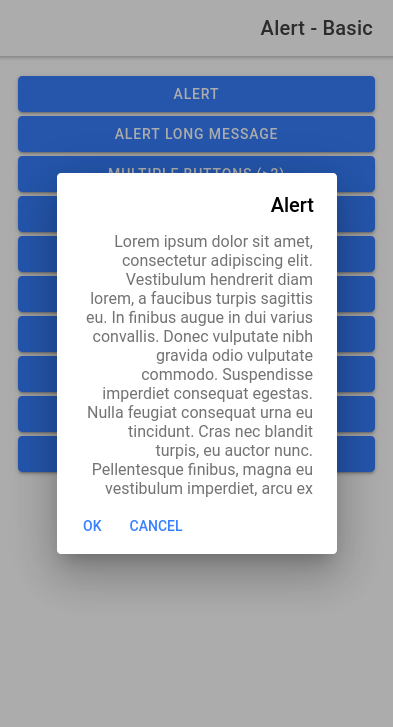 Alert - Basic
ALERT
ALERT LONG MESSAGE
MULTIPLE BUTTONS (>2)
Alert
Lorem ipsum dolor sit amet,
consectetur adipiscing elit.
Vestibulum hendrerit diam
lorem, a faucibus turpis sagittis
eu. In finibus augue in dui varius
convallis. Donec vulputate nibh
gravida odio vulputate
commodo. Suspendisse
imperdiet consequat egestas.
Nulla feugiat consequat urna eu
tincidunt. Cras nec blandit
turpis, eu auctor nunc.
Pellentesque finibus, magna eu
vestibulum imperdiet, arcu ex
OK
CANCEL